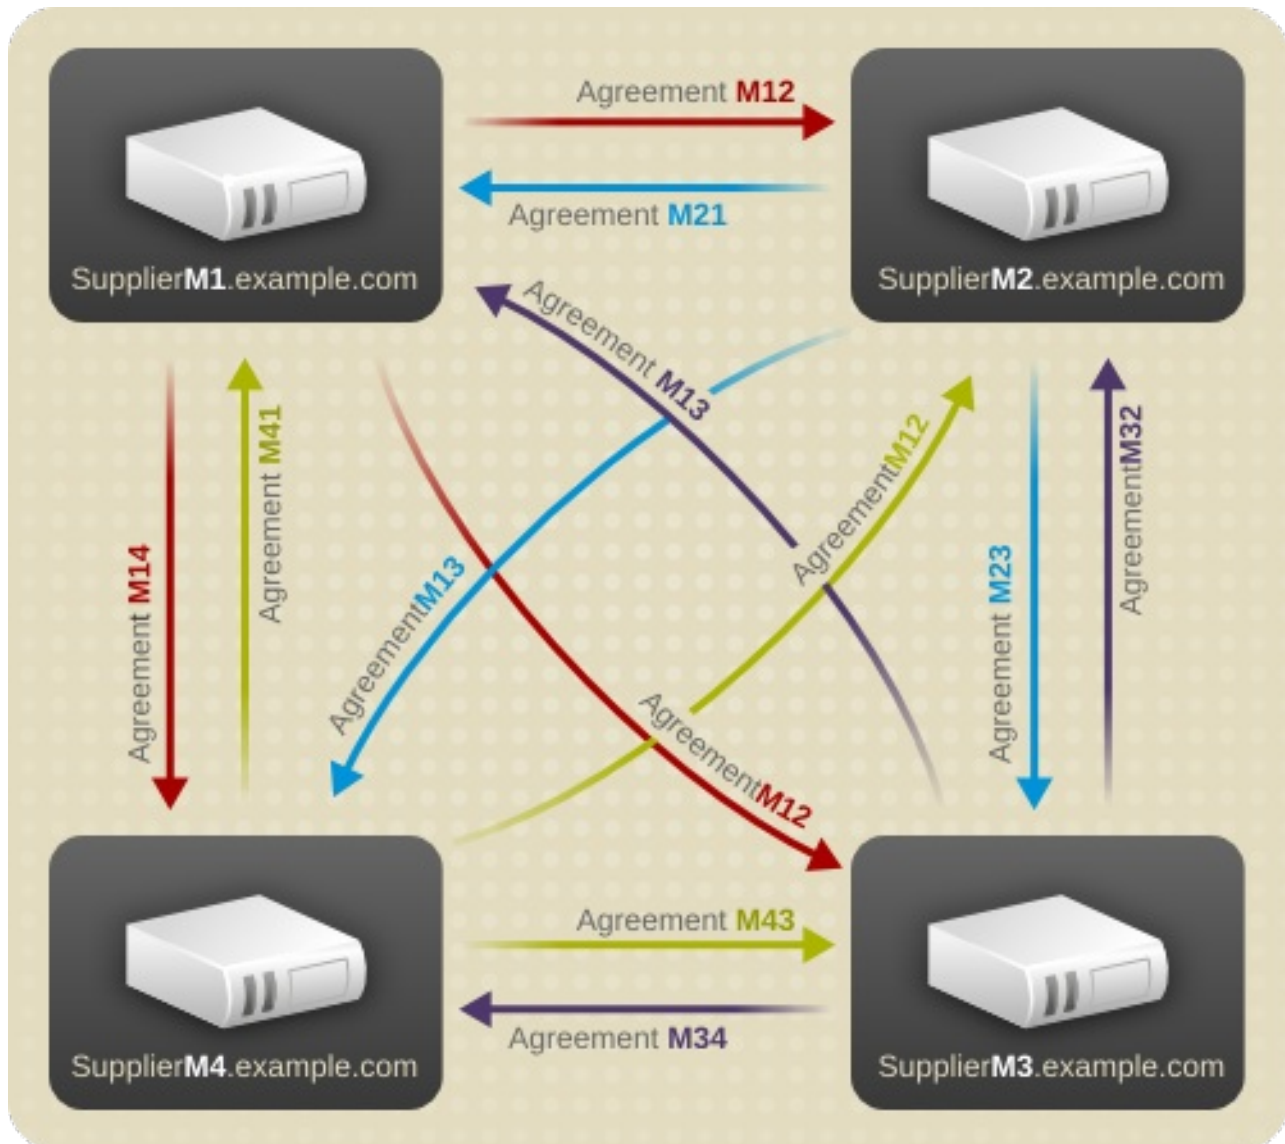 Agreement M12
Agreement M21
SupplierM1.example.com
SupplierM2.example.com
Agreement M13
Agreement M41
AgreementM12
AgreementM32
Agreement M14
AgreementM13
Agreement M23
AgreementM12
Agreement M43
Agreement M34
SupplierM4.example.com
SupplierM3.example.com